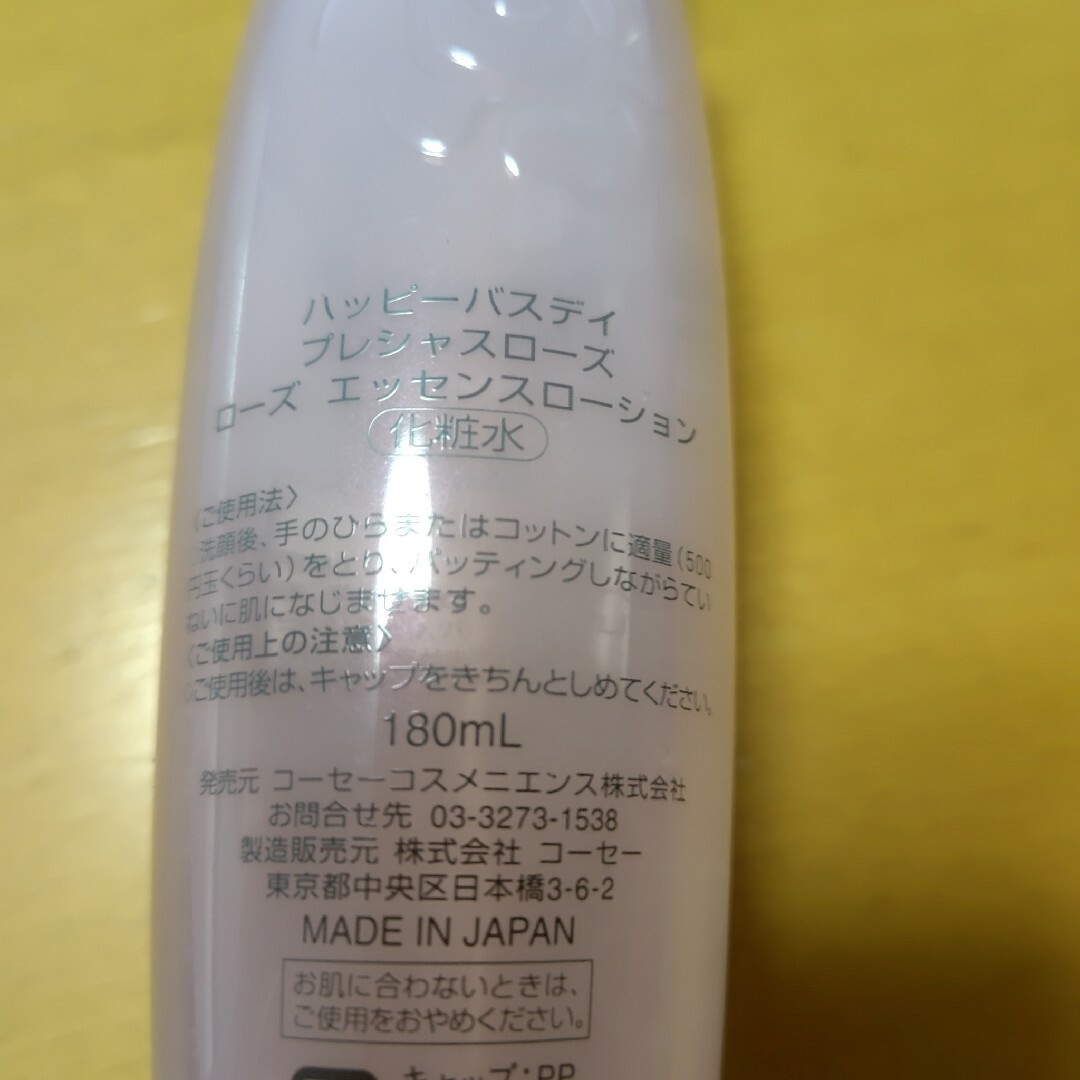 ハッピーバスデイ
プレシャスローズ
ローズ エッセンスローション
化粧水
〈ご使用法〉
洗顔後、手のひらまたはコットンに適量(500
円玉くらい)をとり、パッティングしながらてい
ねいに肌になじませます。
〈ご使用上の注意〉
○ご使用後は、キャップをきちんとしめてください。
180mL
発売元 コーセーコスメニエンス株式会社
お問合せ先 03-3273-1538
製造販売元 株式会社 コーセー
東京都中央区日本橋3-6-2
MADE IN JAPAN
お肌に合わないときは、
ご使用をおやめください。
キャップ:PP